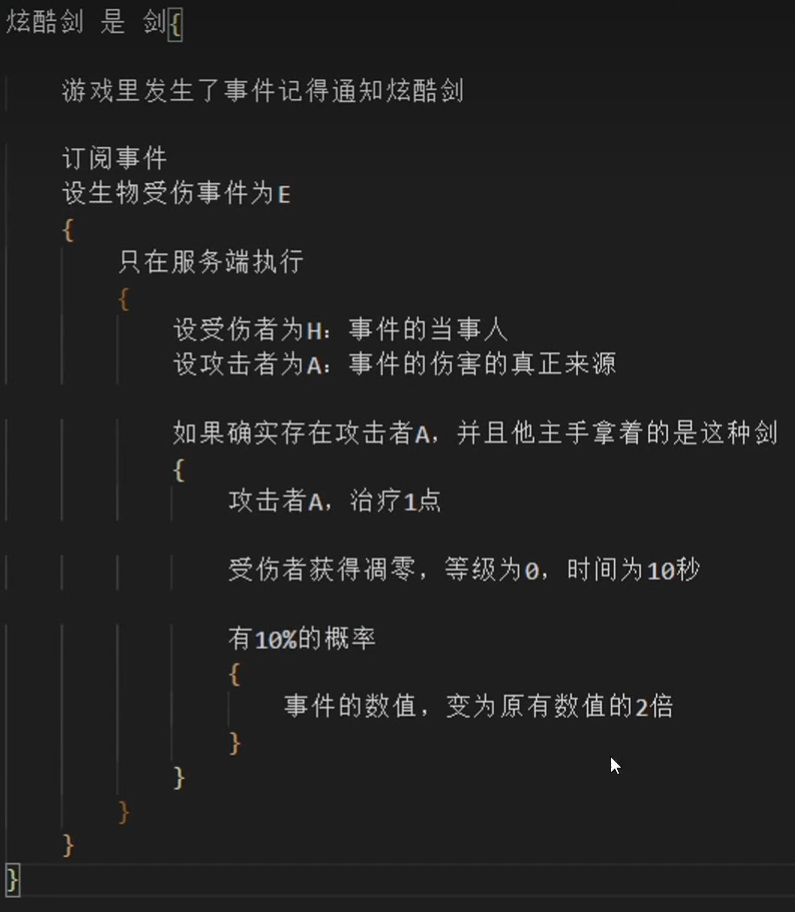 炫酷剑 是 剑{
游戏里发生了事件记得通知炫酷剑
订阅事件
设生物受伤事件为E
{
只在服务端执行
{
设受伤者为H：事件的当事人
设攻击者为A：事件的伤害的真正来源
如果确实存在攻击者A，并且他主手拿着的是这种剑
{
攻击者A，治疗1点
受伤者获得凋零，等级为0，时间为10秒
有10%的概率
{
事件的数值，变为原有数值的2倍
}
}
}
}
}